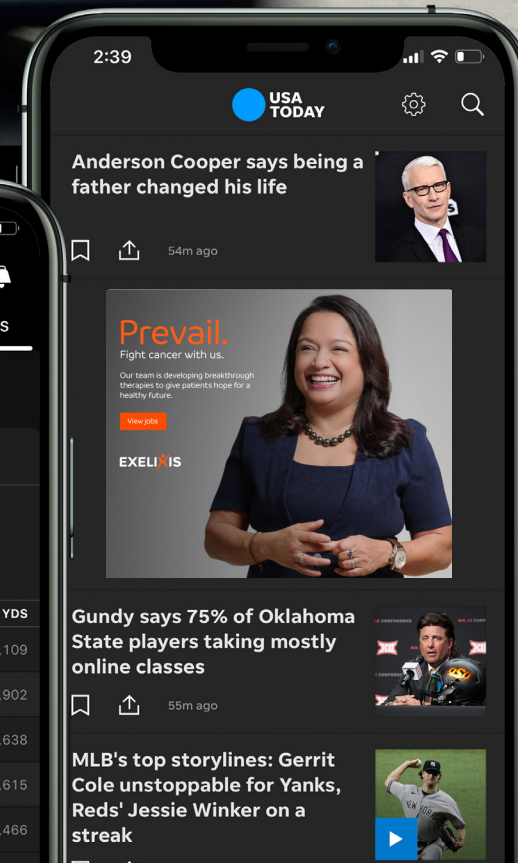 2:39
USA
TODAY
Anderson Cooper says being a
father changed his life
54m ago
Prevail.
Fight cancer with us.
Our team is developing breakthrough
therapies to give patients hope for a
healthy future.
View jobs
EXELIXIS
Gundy says 75% of Oklahoma
State players taking mostly
online classes
55m ago
MLB's top storylines: Gerrit
Cole unstoppable for Yanks,
Reds' Jessie Winker on a
streak
S
YDS
,109
,902
,638
,615
,466